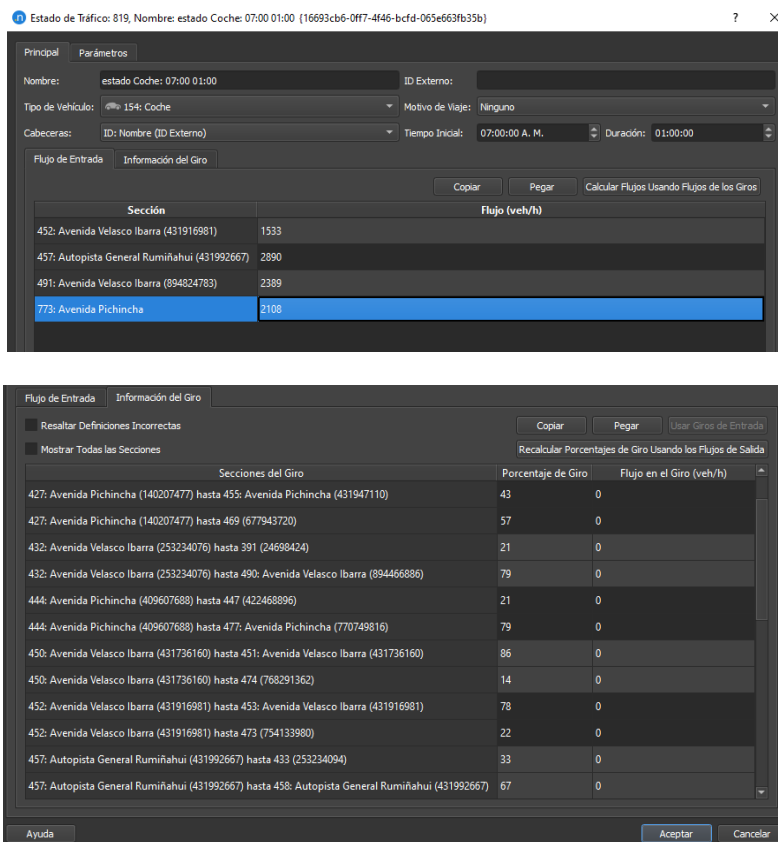 Estado de Tráfico: 819, Nombre: estado Coche: 07:00 01:00 {16693cb6-0ff7-4f46-bcfd-065e663fb35b}
Principal Parámetros
Nombre: estado Coche: 07:00 01:00 ID Externo:
Tipo de Vehículo: 154: Coche Motivo de Viaje: Ninguno
Cabeceras: ID: Nombre (ID Externo) Tiempo Inicial: 07:00:00 A. M. Duración: 01:00:00
Flujo de Entrada Información del Giro
Copiar Pegar Calcular Flujos Usando Flujos de los Giros
Sección Flujo (veh/h)
452: Avenida Velasco Ibarra (431916981) 1533
457: Autopista General Rumiñahui (431992667) 2890
491: Avenida Velasco Ibarra (894824783) 2389
773: Avenida Pichincha 2108
Flujo de Entrada Información del Giro
Resaltar Definiciones Incorrectas Copiar Pegar Usar Giros de Entrada
Mostrar Todas las Secciones Recalcular Porcentajes de Giro Usando los Flujos de Salida
Secciones del Giro Porcentaje de Giro Flujo en el Giro (veh/h)
427: Avenida Pichincha (140207477) hasta 455: Avenida Pichincha (431947110) 43 0
427: Avenida Pichincha (140207477) hasta 469 (677943720) 57 0
432: Avenida Velasco Ibarra (253234076) hasta 391 (24698424) 21 0
432: Avenida Velasco Ibarra (253234076) hasta 490: Avenida Velasco Ibarra (894466886) 79 0
444: Avenida Pichincha (409607688) hasta 447 (422468896) 21 0
444: Avenida Pichincha (409607688) hasta 477: Avenida Pichincha (770749816) 79 0
450: Avenida Velasco Ibarra (431736160) hasta 451: Avenida Velasco Ibarra (431736160) 86 0
450: Avenida Velasco Ibarra (431736160) hasta 474 (768291362) 14 0
452: Avenida Velasco Ibarra (431916981) hasta 453: Avenida Velasco Ibarra (431916981) 78 0
452: Avenida Velasco Ibarra (431916981) hasta 473 (754133980) 22 0
457: Autopista General Rumiñahui (431992667) hasta 433 (253234094) 33 0
457: Autopista General Rumiñahui (431992667) hasta 458: Autopista General Rumiñahui (431992667) 67 0
Ayuda Aceptar Cancelar